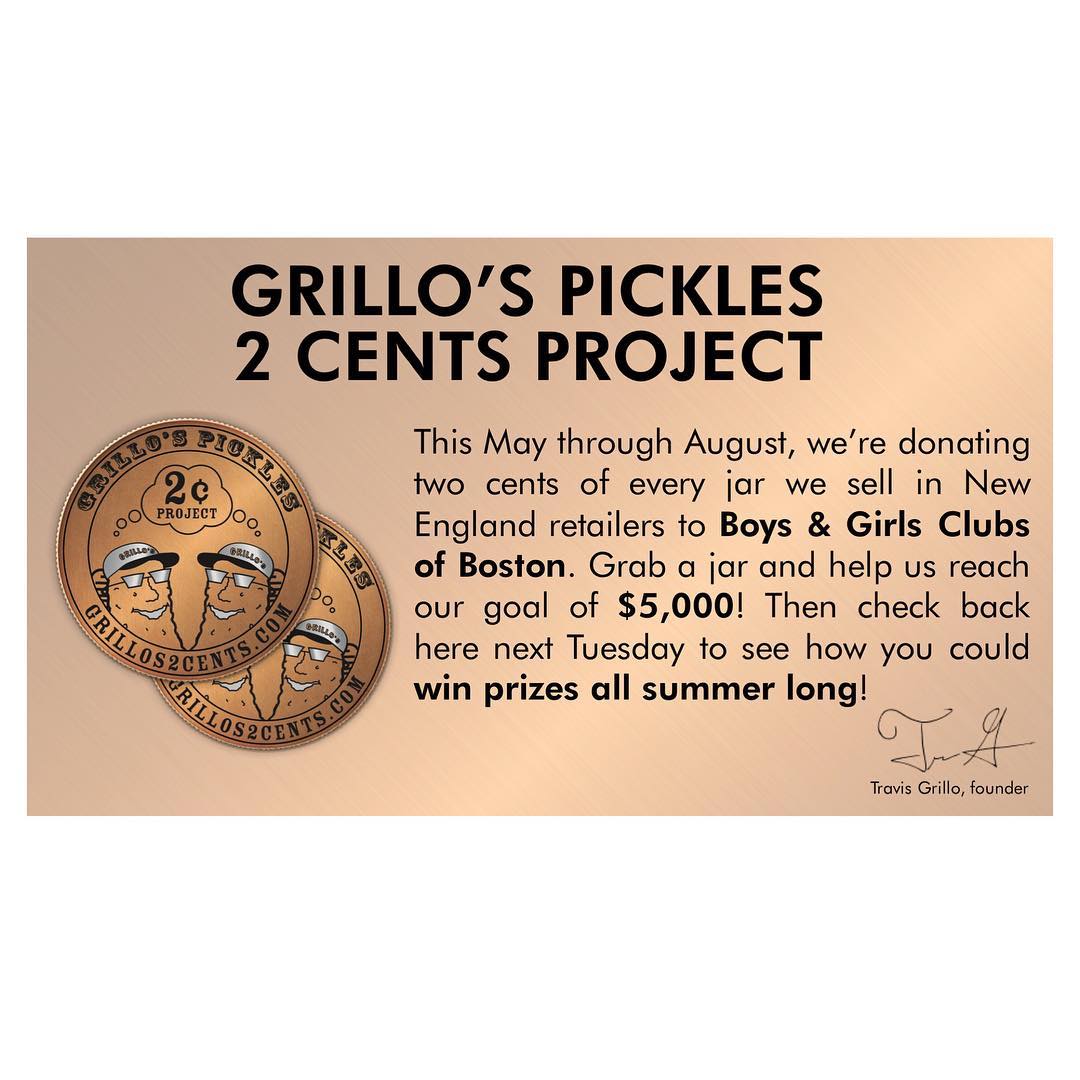 GRILLO’S PICKLES
2 CENTS PROJECT
GRILLO'S PICKLES
2¢
PROJECT
GRILLO'S
GRILLO'S
GRILLOS2CENTS.COM
KLES
GRILLO'S
GRILLOS2CENTS.COM
This May through August, we’re donating
two cents of every jar we sell in New
England retailers to Boys & Girls Clubs
of Boston. Grab a jar and help us reach
our goal of $5,000! Then check back
here next Tuesday to see how you could
win prizes all summer long!
Travis Grillo, founder